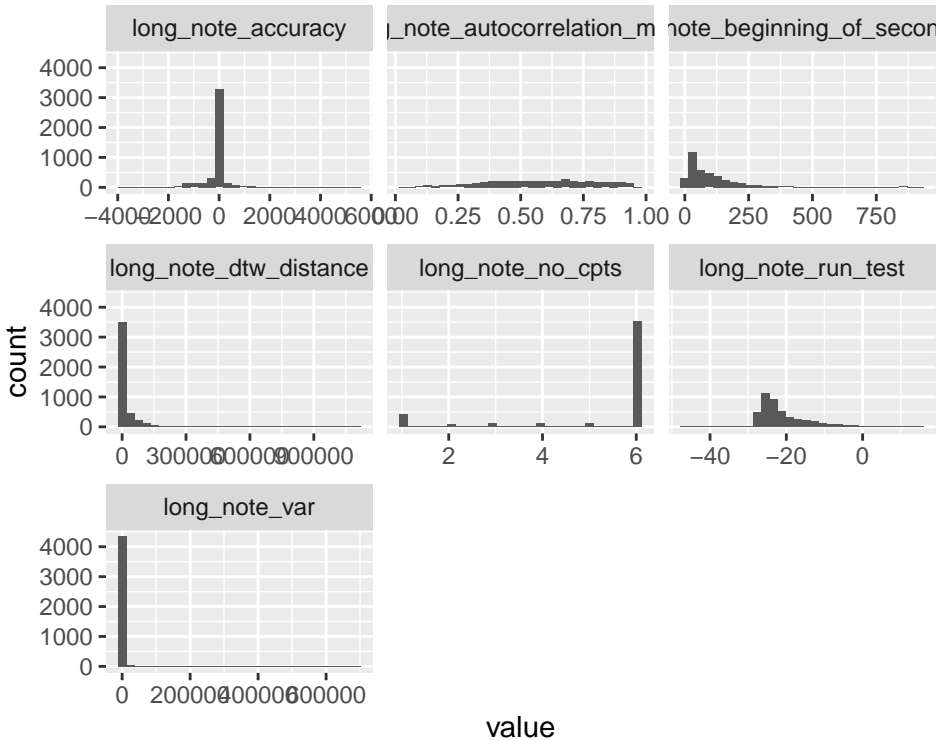 long_note_accuracy
g_note_autocorrelation_m
note_beginning_of_secon
4000
3000
2000
1000
0
−4000 −2000 0 2000 4000 6000
0.00 0.25 0.50 0.75 1.00
0 250 500 750
long_note_dtw_distance
long_note_no_cpts
long_note_run_test
4000
3000
2000
1000
0
0 300000 600000 900000
2 4 6
−40 −20 0
long_note_var
4000
3000
2000
1000
0
0 200000 400000 600000
count
value